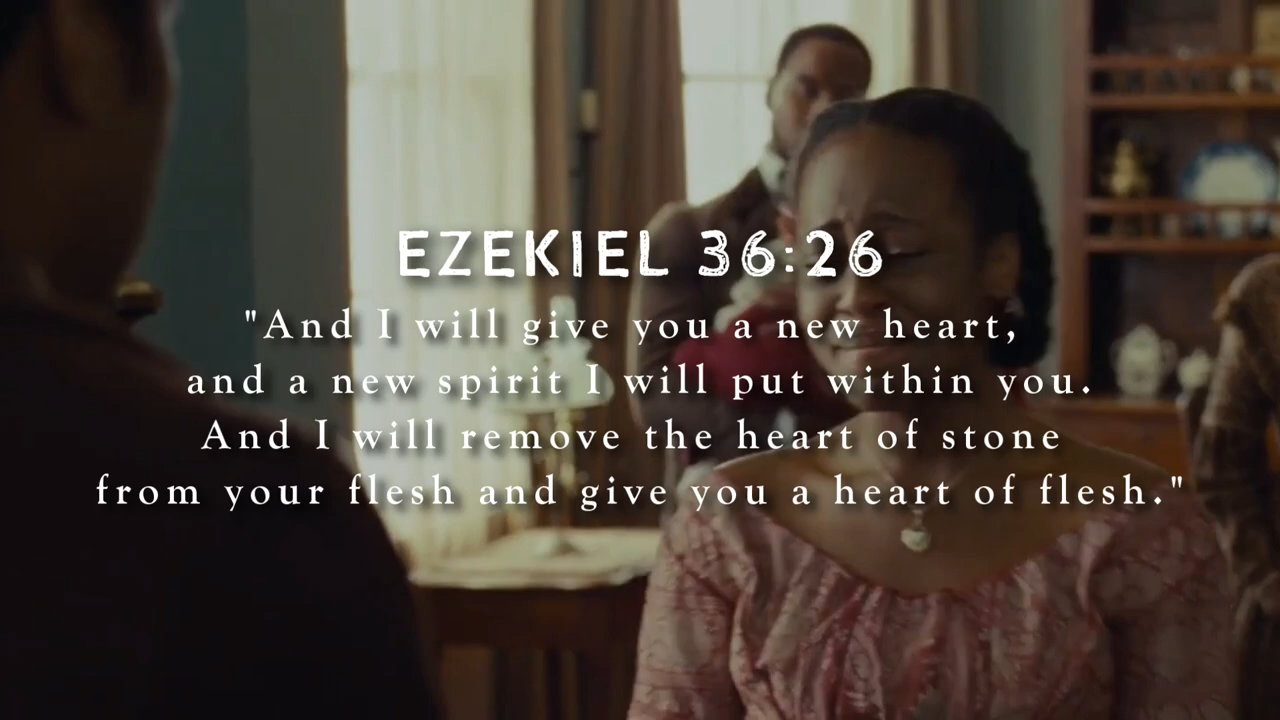 EZEKIEL 36:26
"And I will give you a new heart,
and a new spirit I will put within you.
And I will remove the heart of stone
from your flesh and give you a heart of flesh."